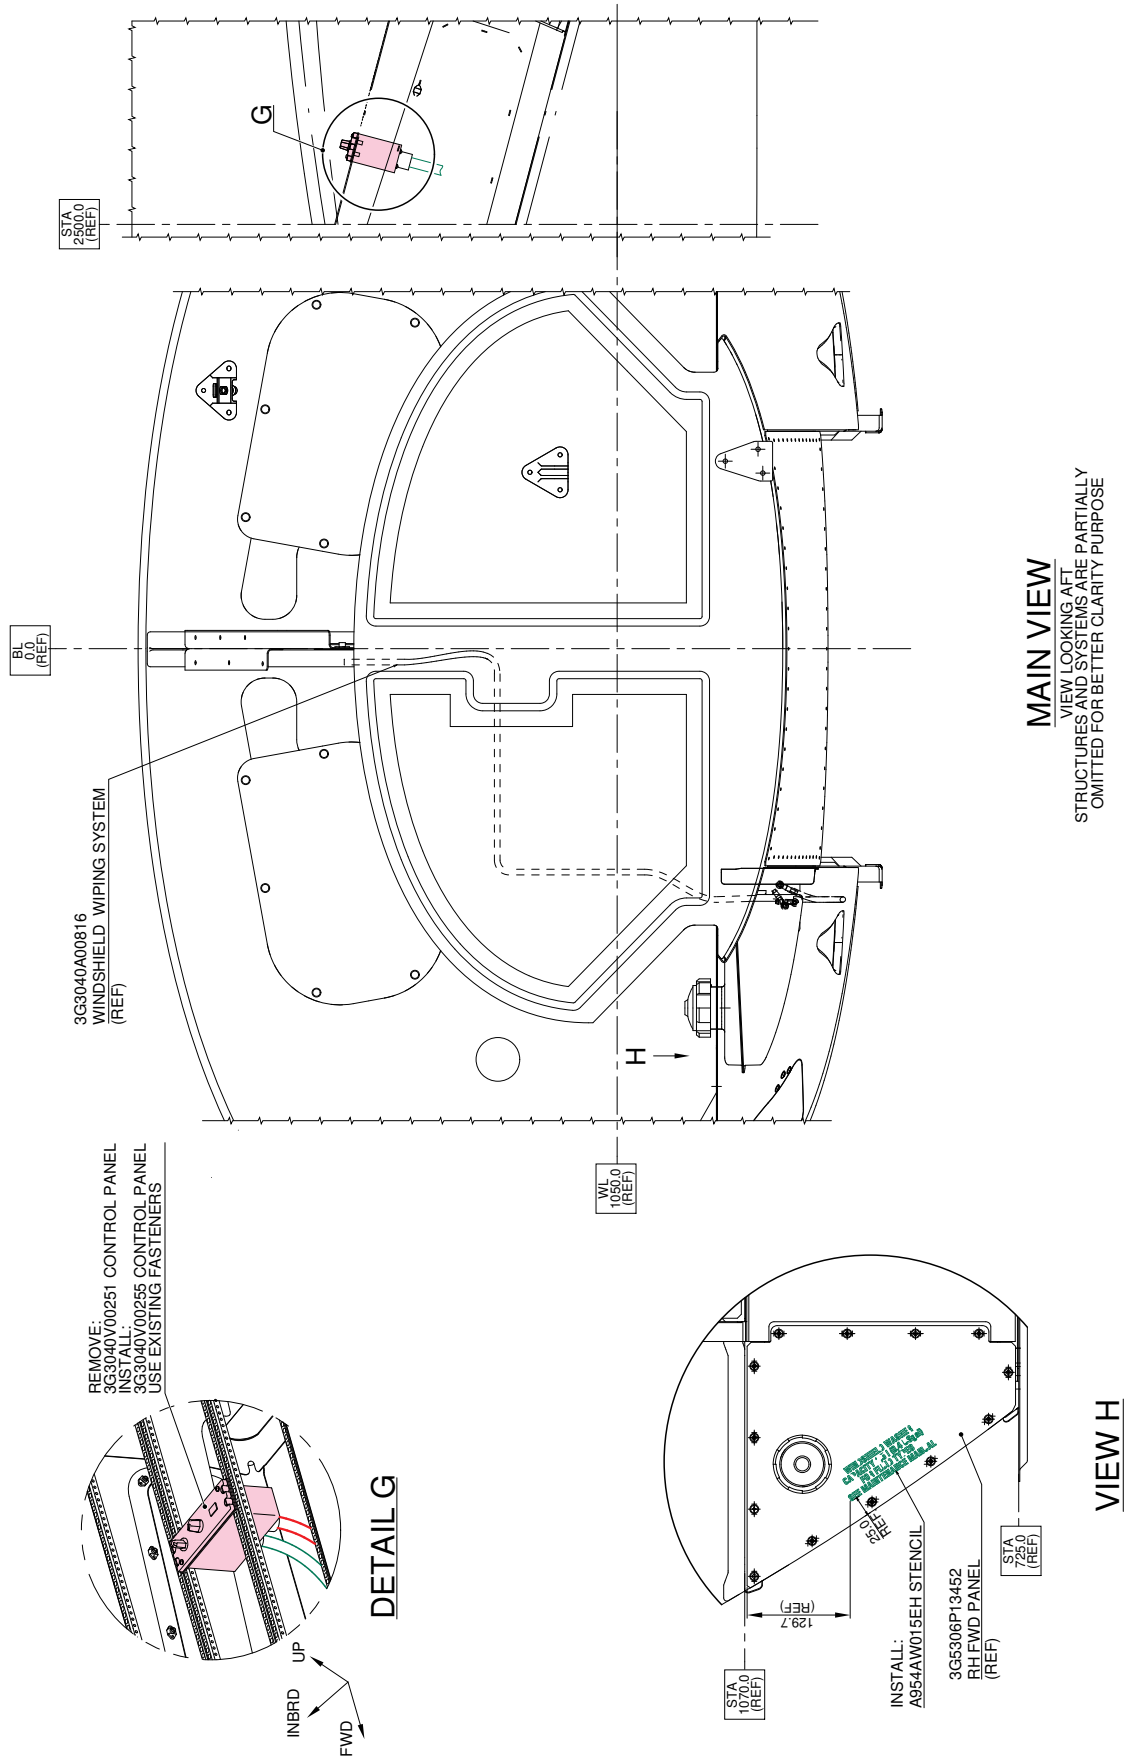 STA
2500.0
(REF)
G
BL
0.0
(REF)
3G3040A00816
WINDSHIELD WIPING SYSTEM
(REF)
H
WL
1050.0
(REF)
MAIN VIEW
VIEW LOOKING AFT
STRUCTURES AND SYSTEMS ARE PARTIALLY
OMITTED FOR BETTER CLARITY PURPOSE
REMOVE:
3G3040V00251 CONTROL PANEL
INSTALL:
3G3040V00255 CONTROL PANEL
USE EXISTING FASTENERS
DETAIL G
UP
INBRD
FWD
SEE MAINTENANCE MANUAL
25.0
REF
129.7
(REF)
STA
1070.0
(REF)
STA
725.0
(REF)
INSTALL:
A954AW015EH STENCIL
3G5306P13452
RH FWD PANEL
(REF)
VIEW H